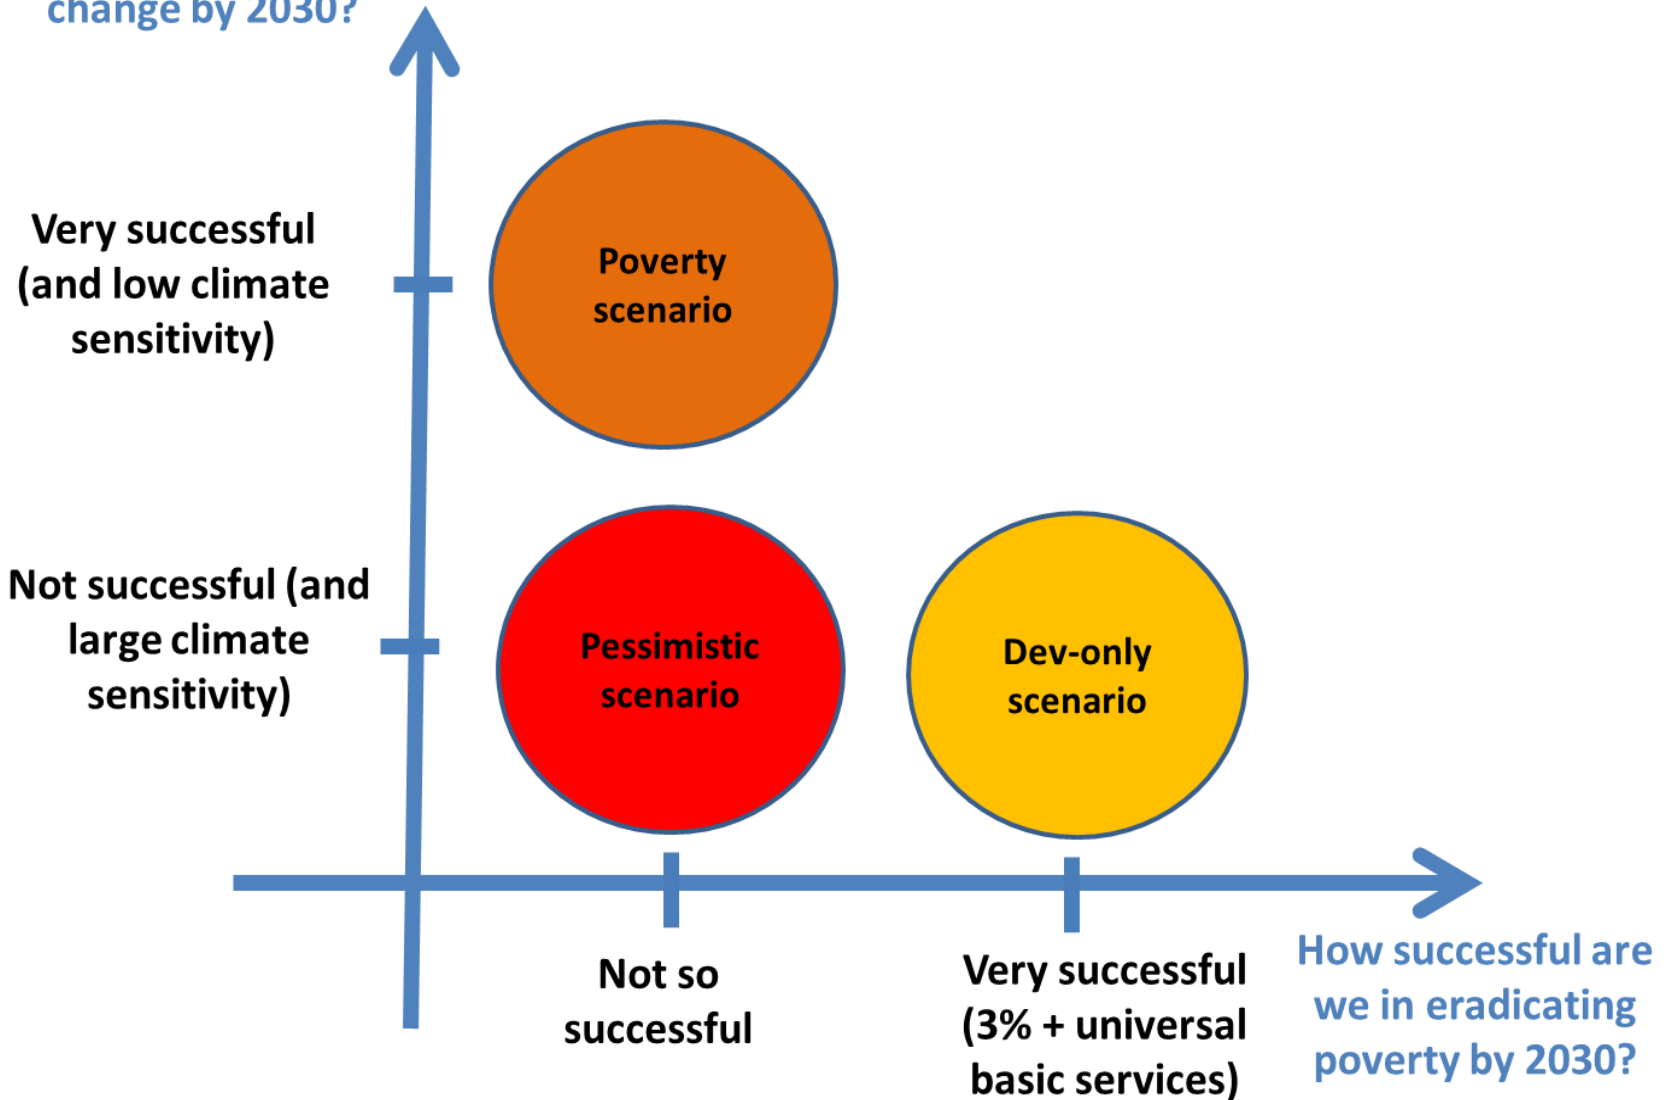 change by 2030?
Very successful
(and low climate
sensitivity)
Poverty
scenario
Not successful (and
large climate
sensitivity)
Pessimistic
scenario
Dev-only
scenario
Not so
successful
Very successful
(3% + universal
basic services)
How successful are
we in eradicating
poverty by 2030?